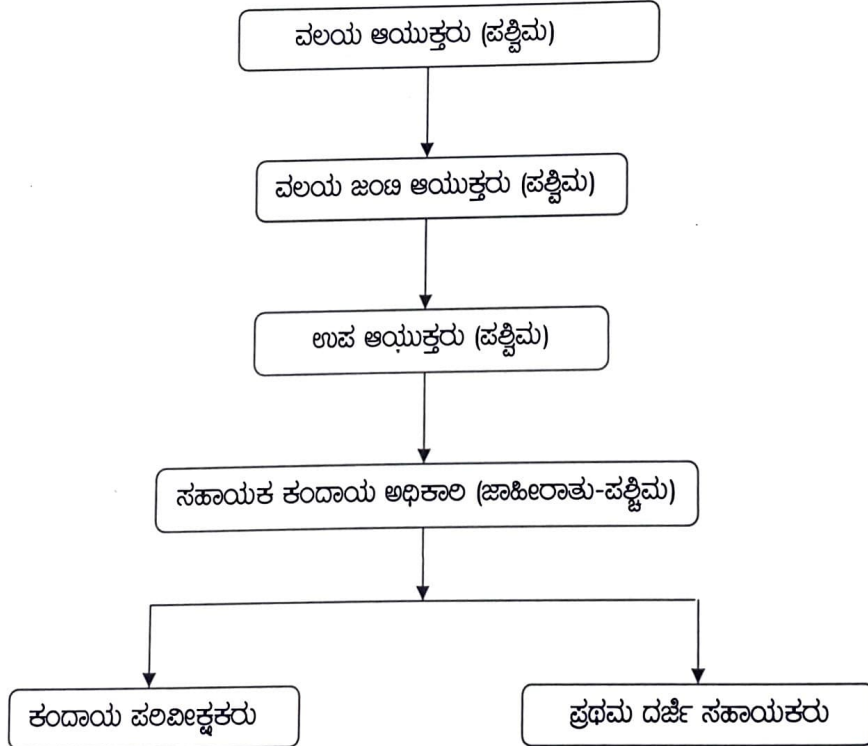 ವಲಯ ಆಯುಕ್ತರು (ಪಶ್ವಿಮ)
ವಲಯ ಜಂಟಿ ಆಯುಕ್ತರು (ಪಶ್ವಿಮ)
ಉಪ ಆಯುಕ್ತರು (ಪಶ್ವಿಮ)
ಸಹಾಯಕ ಕಂದಾಯ ಅಧಿಕಾರಿ (ಜಾಹೀರಾತು-ಪಶ್ಚಿಮ)
ಕಂದಾಯ ಪರಿವೀಕ್ಷಕರು
ಪ್ರಥಮ ದರ್ಜೆ ಸಹಾಯಕರು